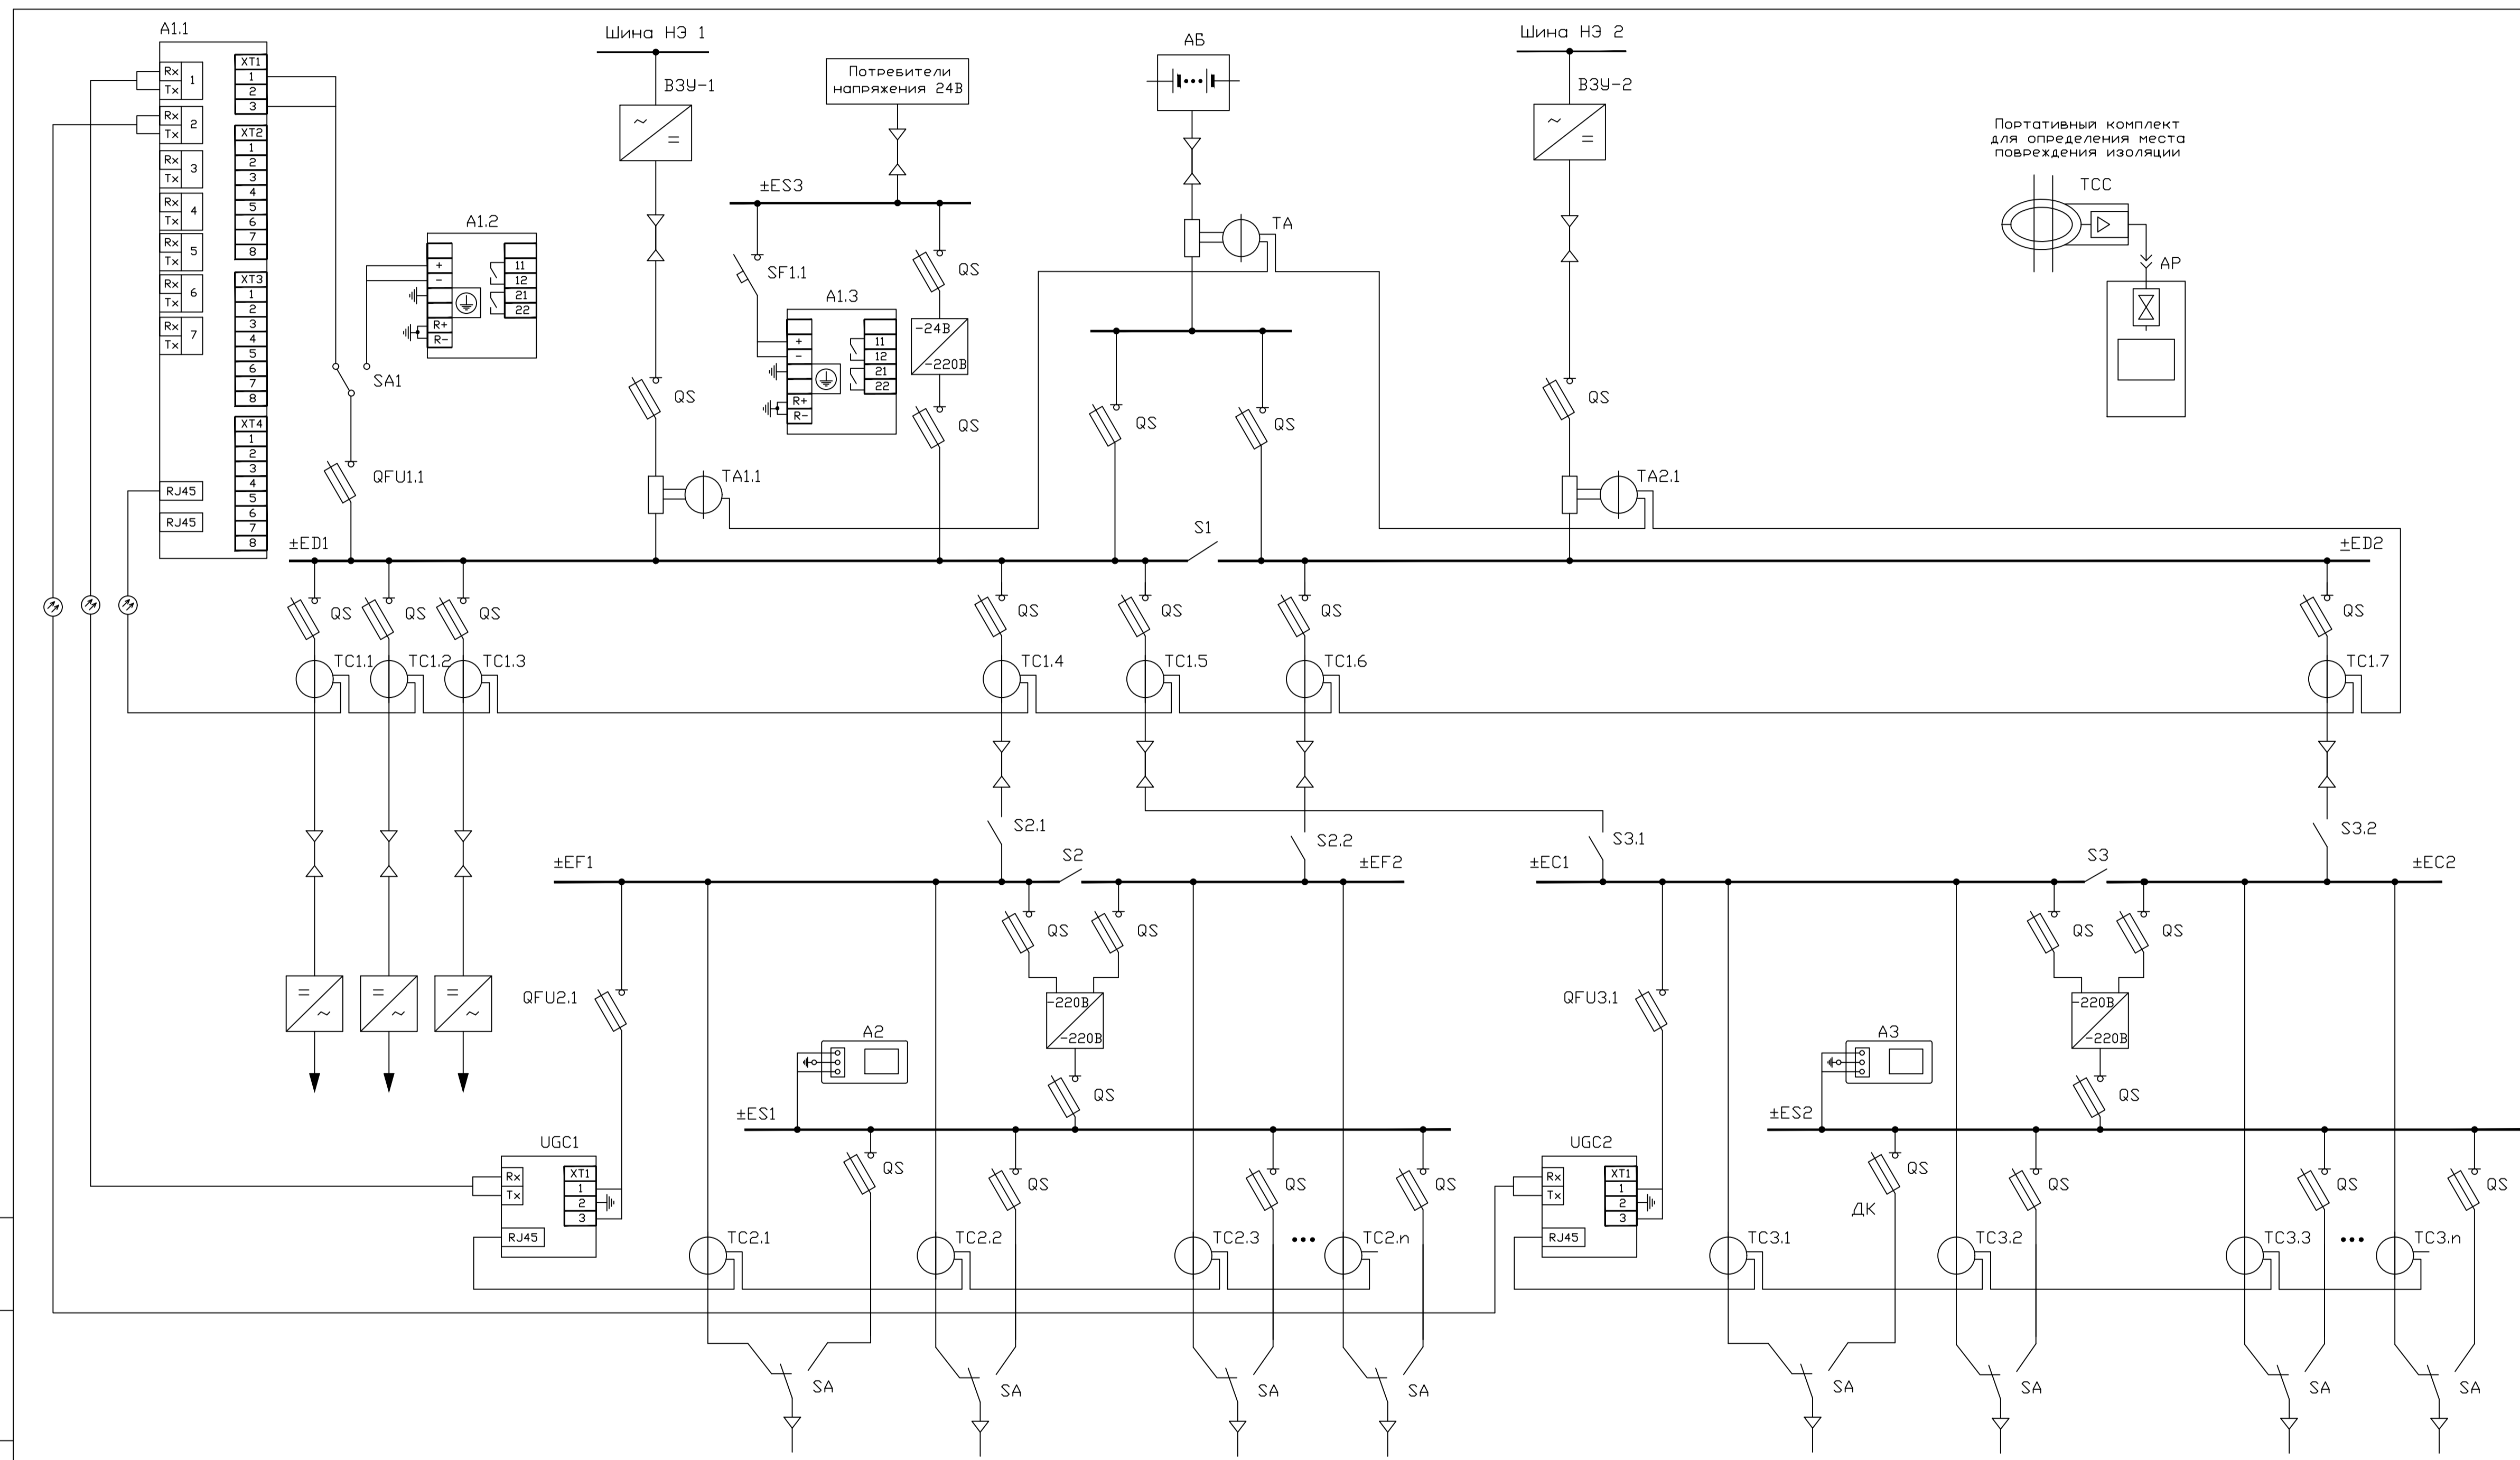 A1.1
Rx
Tx
1
Rx
Tx
2
Rx
Tx
3
Rx
Tx
4
Rx
Tx
5
Rx
Tx
6
Rx
Tx
7
RJ45
RJ45
XT1
1
2
3
XT2
1
2
3
4
5
6
7
8
XT3
1
2
3
4
5
6
7
8
XT4
1
2
3
4
5
6
7
8
A1.2
+
-
R+
R-
11
12
21
22
SA1
QFU1.1
Шина НЭ 1
ВЗУ-1
~
=
QS
TA1.1
Потребители
напряжения 24В
±ES3
SF1.1
QS
A1.3
+
-
R+
R-
11
12
21
22
-24В
-220В
QS
АБ
TA
QS
QS
Шина НЭ 2
ВЗУ-2
~
=
QS
TA2.1
Портативный комплект
для определения места
повреждения изоляции
TCC
AP
±ED1
S1
±ED2
QS
QS
QS
QS
QS
QS
QS
TC1.1
TC1.2
TC1.3
TC1.4
TC1.5
TC1.6
TC1.7
S2.1
S2.2
S3.1
S3.2
±EF1
S2
±EF2
±EC1
S3
±EC2
QS
QS
QS
QS
=
~
=
~
=
~
QFU2.1
-220В
-220В
QFU3.1
-220В
-220В
A2
A3
QS
QS
±ES1
±ES2
UGC1
Rx
Tx
RJ45
XT1
1
2
3
QS
QS
QS
QS
UGC2
Rx
Tx
RJ45
XT1
1
2
3
QS
QS
QS
QS
ДК
TC2.1
TC2.2
TC2.3
•••
TC2.n
TC3.1
TC3.2
TC3.3
•••
TC3.n
SA
SA
SA
SA
SA
SA
SA
SA